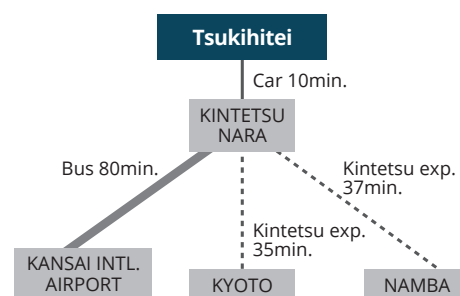 Tsukihitei
Car 10min.
KINTETSU
NARA
Bus 80min.
Kintetsu exp.
37min.
Kintetsu exp.
35min.
KANSAI INTL.
AIRPORT
KYOTO
NAMBA